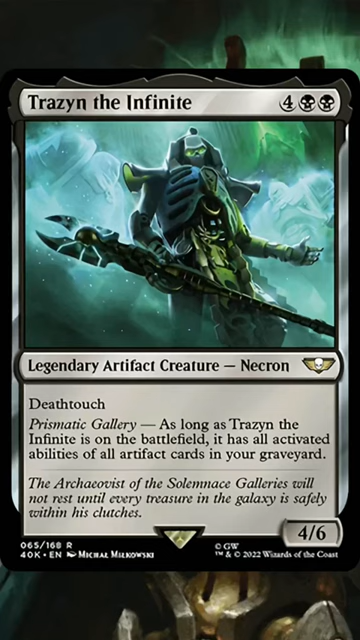 Trazyn the Infinite 4
Legendary Artifact Creature — Necron
Deathtouch
Prismatic Gallery — As long as Trazyn the
Infinite is on the battlefield, it has all activated
abilities of all artifact cards in your graveyard.
The Archaeovist of the Solemnace Galleries will
not rest until every treasure in the galaxy is safely
within his clutches.
4/6
065/168 R
40K • EN Michal Milkowski
© GW
™ & © 2022 Wizards of the Coast